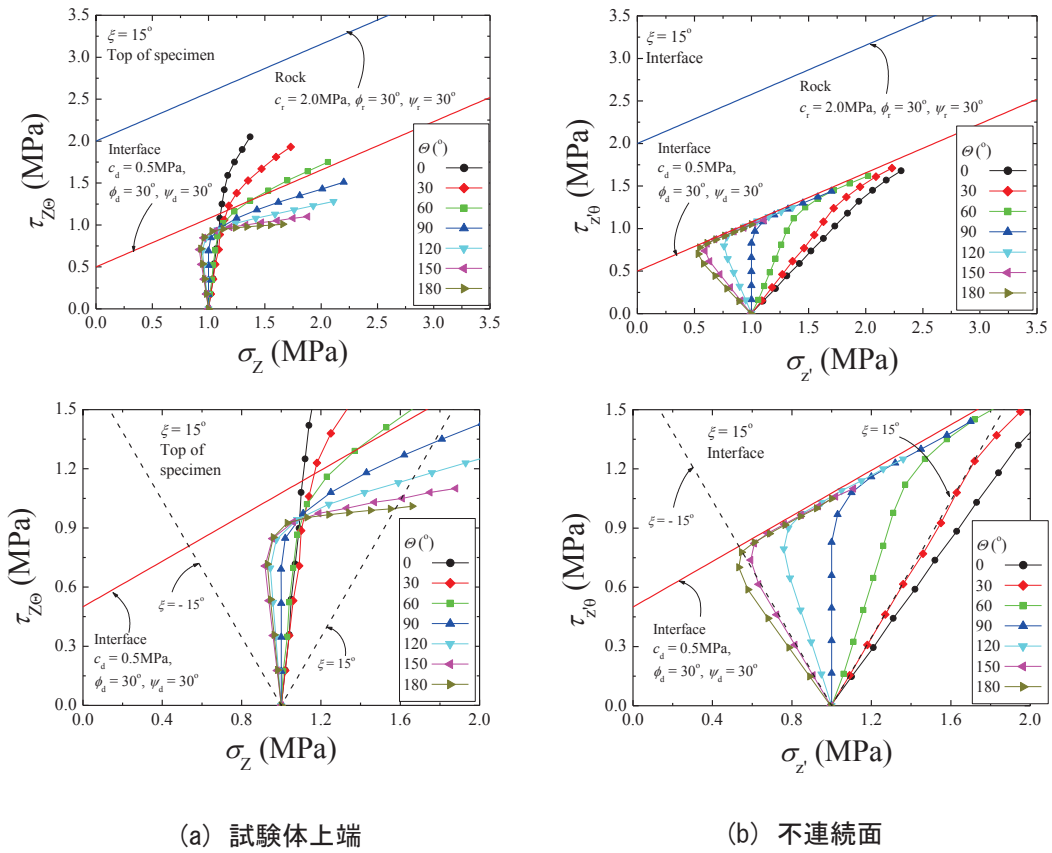 ξ = 15°
Top of specimen
Rock
c_r = 2.0MPa, ϕ_r = 30°, ψ_r = 30°
Interface
c_d = 0.5MPa,
ϕ_d = 30°, ψ_d = 30°
Θ (°)
0
30
60
90
120
150
180
τ_ZΘ (MPa)
3.5
3.0
2.5
2.0
1.5
1.0
0.5
0.0
0.0 0.5 1.0 1.5 2.0 2.5 3.0 3.5
σ_Z (MPa)
ξ = 15°
Interface
Rock
c_r = 2.0MPa, ϕ_r = 30°, ψ_r = 30°
Interface
c_d = 0.5MPa,
ϕ_d = 30°, ψ_d = 30°
Θ (°)
0
30
60
90
120
150
180
τ_z'θ (MPa)
3.5
3.0
2.5
2.0
1.5
1.0
0.5
0.0
0.0 0.5 1.0 1.5 2.0 2.5 3.0 3.5
σ_z' (MPa)
ξ = 15°
Top of
specimen
ξ = - 15°
ξ = 15°
Interface
c_d = 0.5MPa,
ϕ_d = 30°, ψ_d = 30°
Θ (°)
0
30
60
90
120
150
180
τ_ZΘ (MPa)
1.5
1.2
0.9
0.6
0.3
0.0
0.0 0.4 0.8 1.2 1.6 2.0
σ_Z (MPa)
ξ = 15°
Interface
ξ = 15°
ξ = - 15°
Interface
c_d = 0.5MPa,
ϕ_d = 30°, ψ_d = 30°
Θ (°)
0
30
60
90
120
150
180
τ_z'θ (MPa)
1.5
1.2
0.9
0.6
0.3
0.0
0.0 0.4 0.8 1.2 1.6 2.0
σ_z' (MPa)
(a) 試験体上端
(b) 不連続面